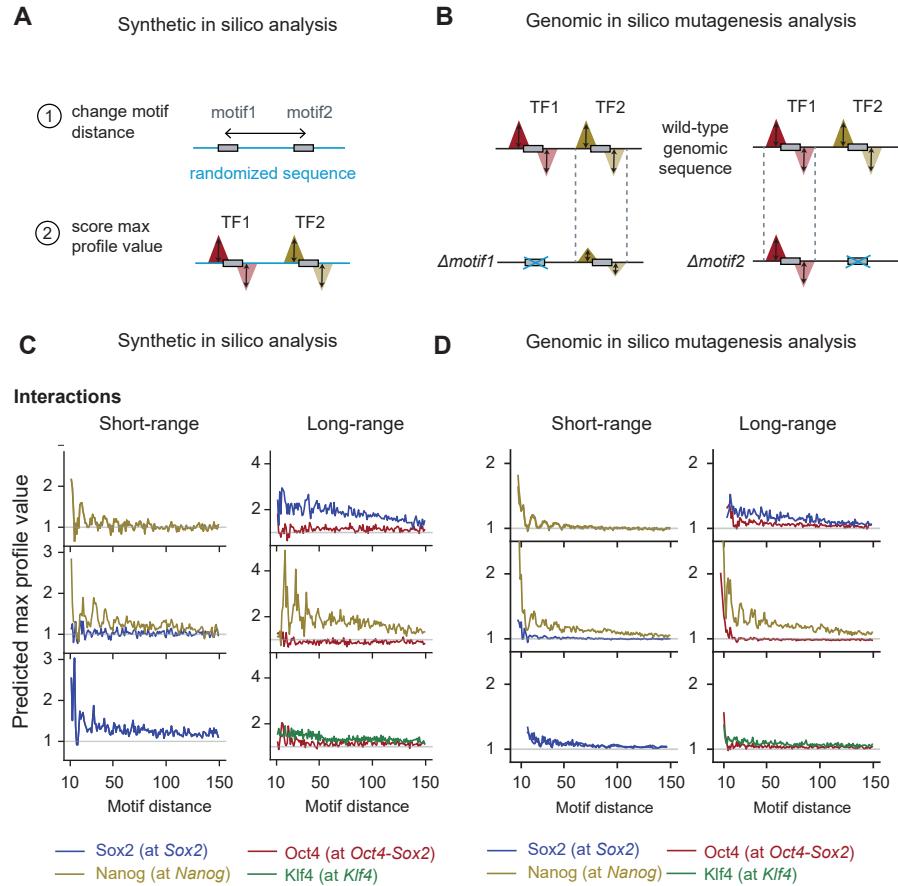 A
Synthetic in silico analysis
1
change motif
distance
motif1
motif2
randomized sequence
2
score max
profile value
TF1
TF2
B
Genomic in silico mutagenesis analysis
TF1
TF2
wild-type
genomic
sequence
TF1
TF2
Δmotif1
Δmotif2
C
Synthetic in silico analysis
D
Genomic in silico mutagenesis analysis
Interactions
Short-range
Long-range
Short-range
Long-range
Predicted max profile value
2
1
4
2
2
1
2
1
3
2
1
4
2
2
1
2
1
3
2
1
4
2
2
1
2
1
10 50 100 150
10 50 100 150
10 50 100 150
10 50 100 150
Motif distance
Motif distance
Motif distance
Motif distance
Sox2 (at Sox2)
Oct4 (at Oct4-Sox2)
Nanog (at Nanog)
Klf4 (at Klf4)
Sox2 (at Sox2)
Oct4 (at Oct4-Sox2)
Nanog (at Nanog)
Klf4 (at Klf4)